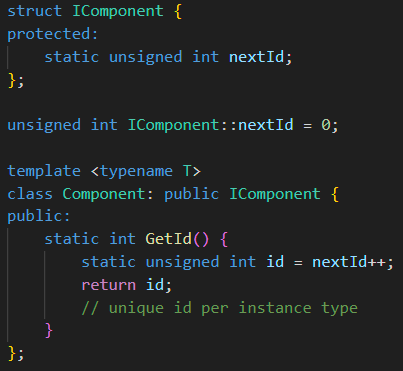 struct IComponent {
protected:
    static unsigned int nextId;
};

unsigned int IComponent::nextId = 0;

template <typename T>
class Component: public IComponent {
public:
    static int GetId() {
        static unsigned int id = nextId++;
        return id;
        // unique id per instance type
    }
};